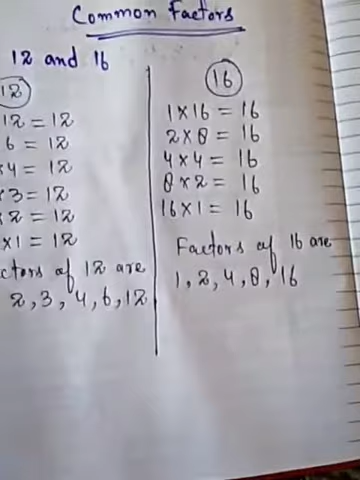 Common Factors
12 and 16
12
12 = 12
6 = 12
×4 = 12
×3 = 12
×2 = 12
×1 = 12
ctors of 12 are
2, 3, 4, 6, 12
16
1×16 = 16
2×8 = 16
4×4 = 16
8×2 = 16
16×1 = 16
Factors of 16 are
1, 2, 4, 8, 16